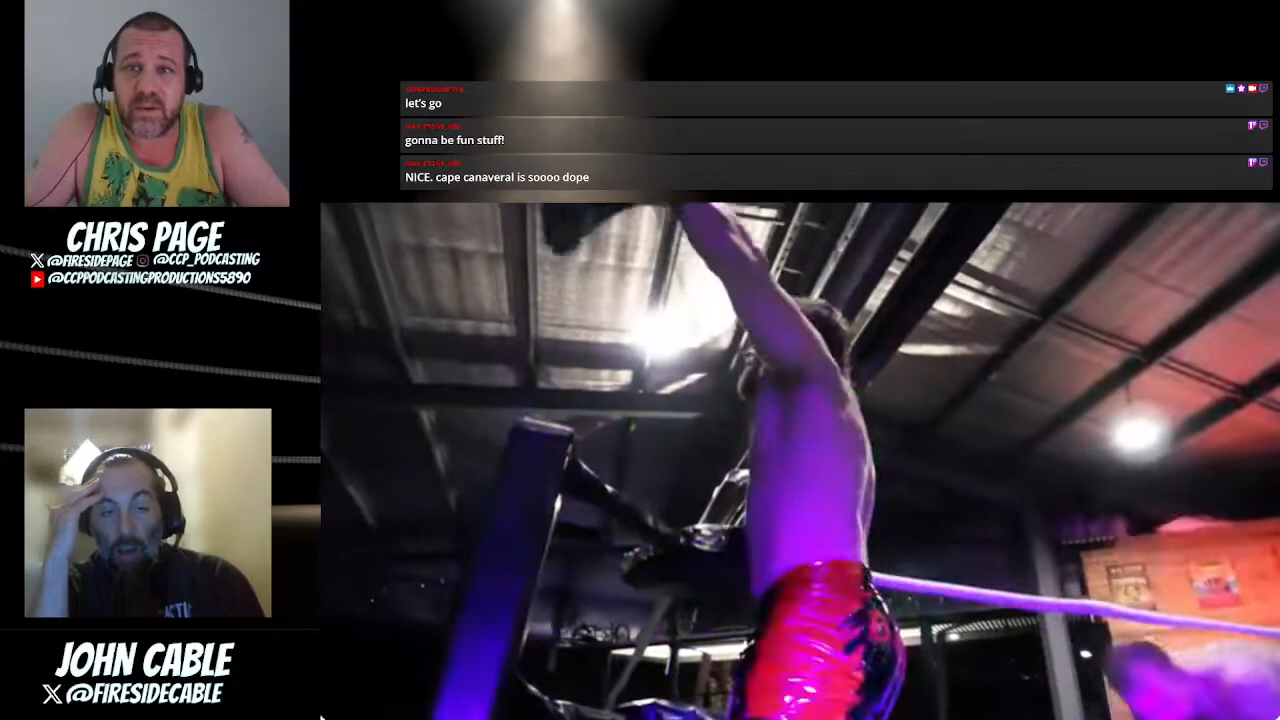 let's go
gonna be fun stuff!
NICE. cape canaveral is soooo dope
CHRIS PAGE
X @FIRESIDEPAGE @CCP_PODCASTING
@CCPPODCASTINGPRODUCTIONS5890
JOHN CABLE
X @FIRESIDECABLE